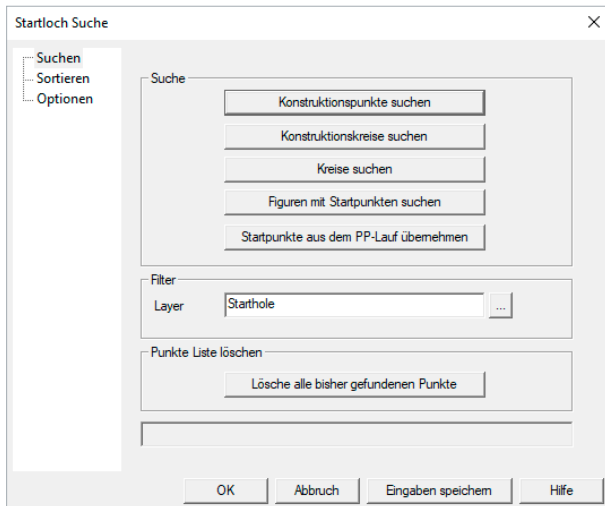 Startloch Suche
Suchen
Sortieren
Optionen
Suche
Konstruktionspunkte suchen
Konstruktionskreise suchen
Kreise suchen
Figuren mit Startpunkten suchen
Startpunkte aus dem PP-Lauf übernehmen
Filter
Layer Starthole ...
Punkte Liste löschen
Lösche alle bisher gefundenen Punkte
OK Abbruch Eingaben speichern Hilfe